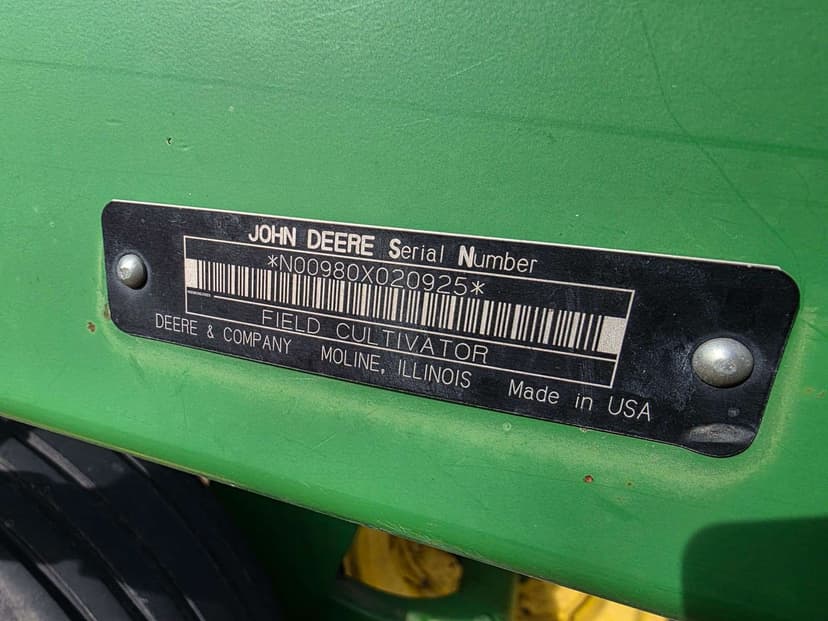 JOHN DEERE Serial Number
*N00980X020925*
FIELD CULTIVATOR
DEERE & COMPANY MOLINE, ILLINOIS Made in USA